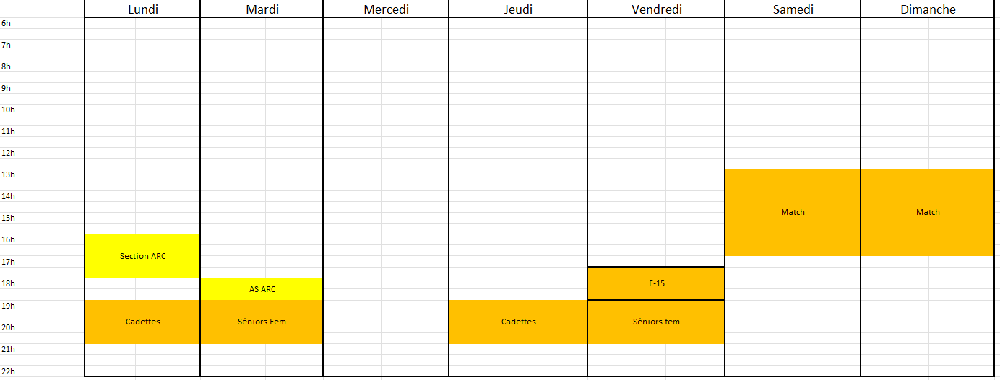 Lundi Mardi Mercedi Jeudi Vendredi Samedi Dimanche
6h
7h
8h
9h
10h
11h
12h
13h
14h
Match Match
15h
16h
Section ARC
17h
18h F-15
AS ARC
19h
Cadettes Séniors Fem Cadettes Séniors fem
20h
21h
22h